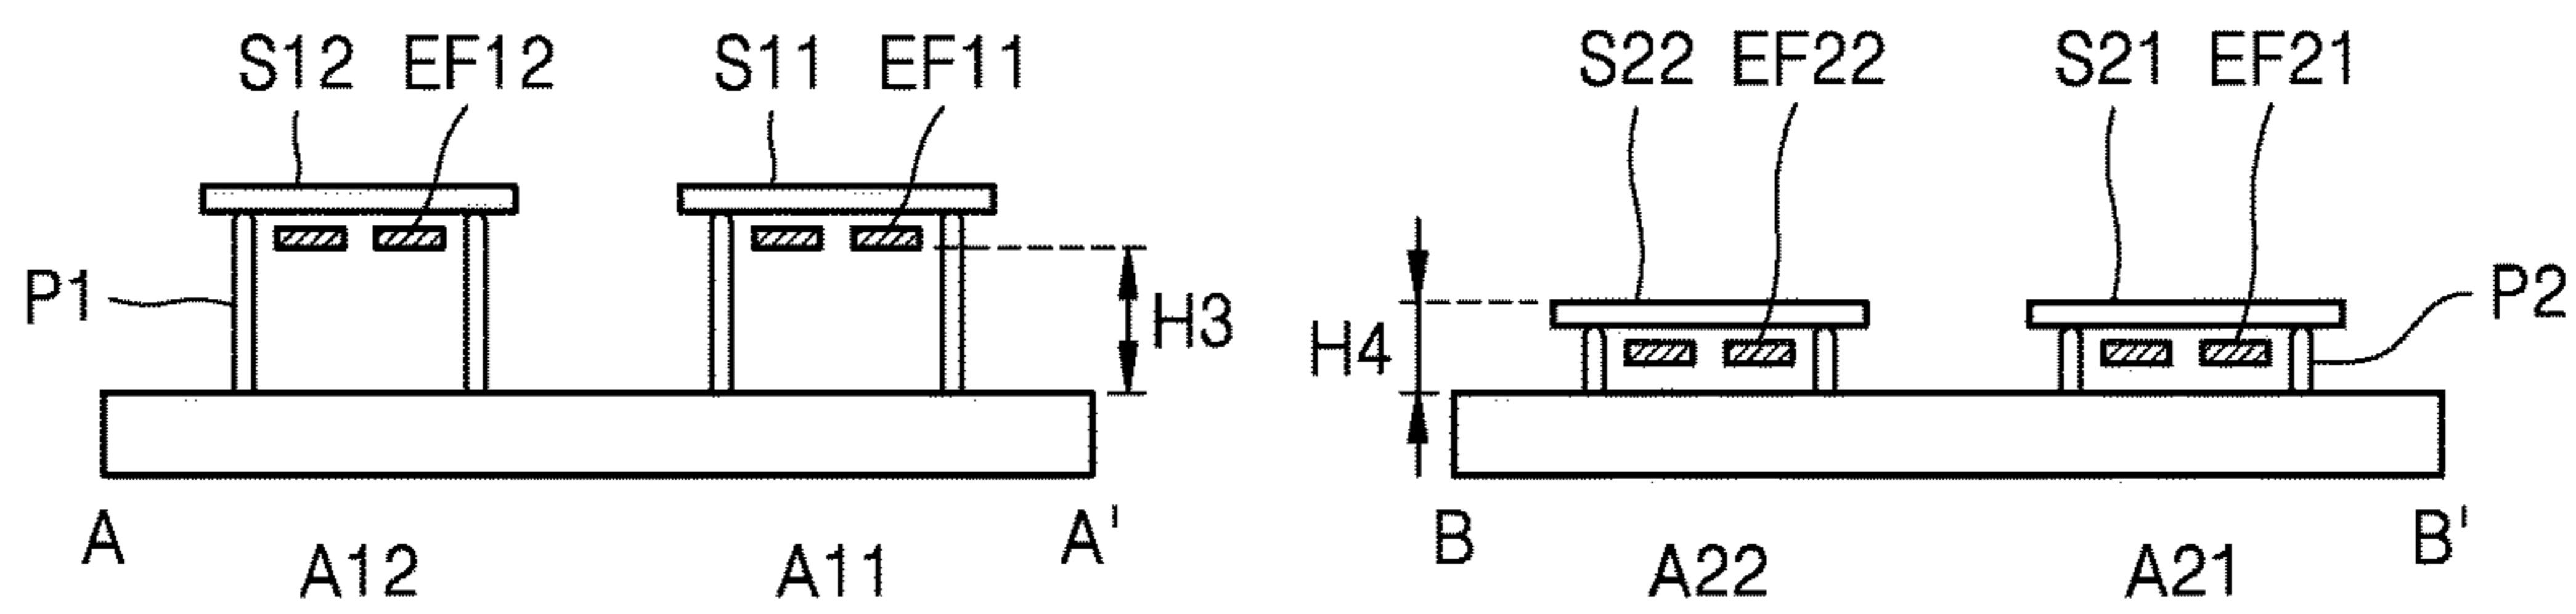 S12 EF12 S11 EF11 S22 EF22 S21 EF21
P1 H3 H4 P2
A A' B B'
A12 A11 A22 A21